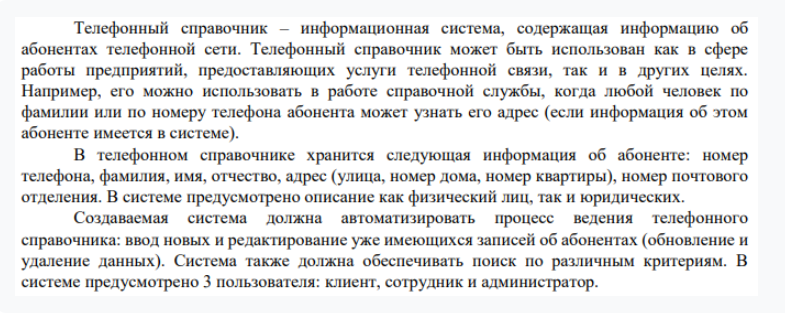 Телефонный справочник – информационная система, содержащая информацию об
абонентах телефонной сети. Телефонный справочник может быть использован как в сфере
работы предприятий, предоставляющих услуги телефонной связи, так и в других целях.
Например, его можно использовать в работе справочной службы, когда любой человек по
фамилии или по номеру телефона абонента может узнать его адрес (если информация об этом
абоненте имеется в системе).
В телефонном справочнике хранится следующая информация об абоненте: номер
телефона, фамилия, имя, отчество, адрес (улица, номер дома, номер квартиры), номер почтового
отделения. В системе предусмотрено описание как физический лиц, так и юридических.
Создаваемая система должна автоматизировать процесс ведения телефонного
справочника: ввод новых и редактирование уже имеющихся записей об абонентах (обновление и
удаление данных). Система также должна обеспечивать поиск по различным критериям. В
системе предусмотрено 3 пользователя: клиент, сотрудник и администратор.